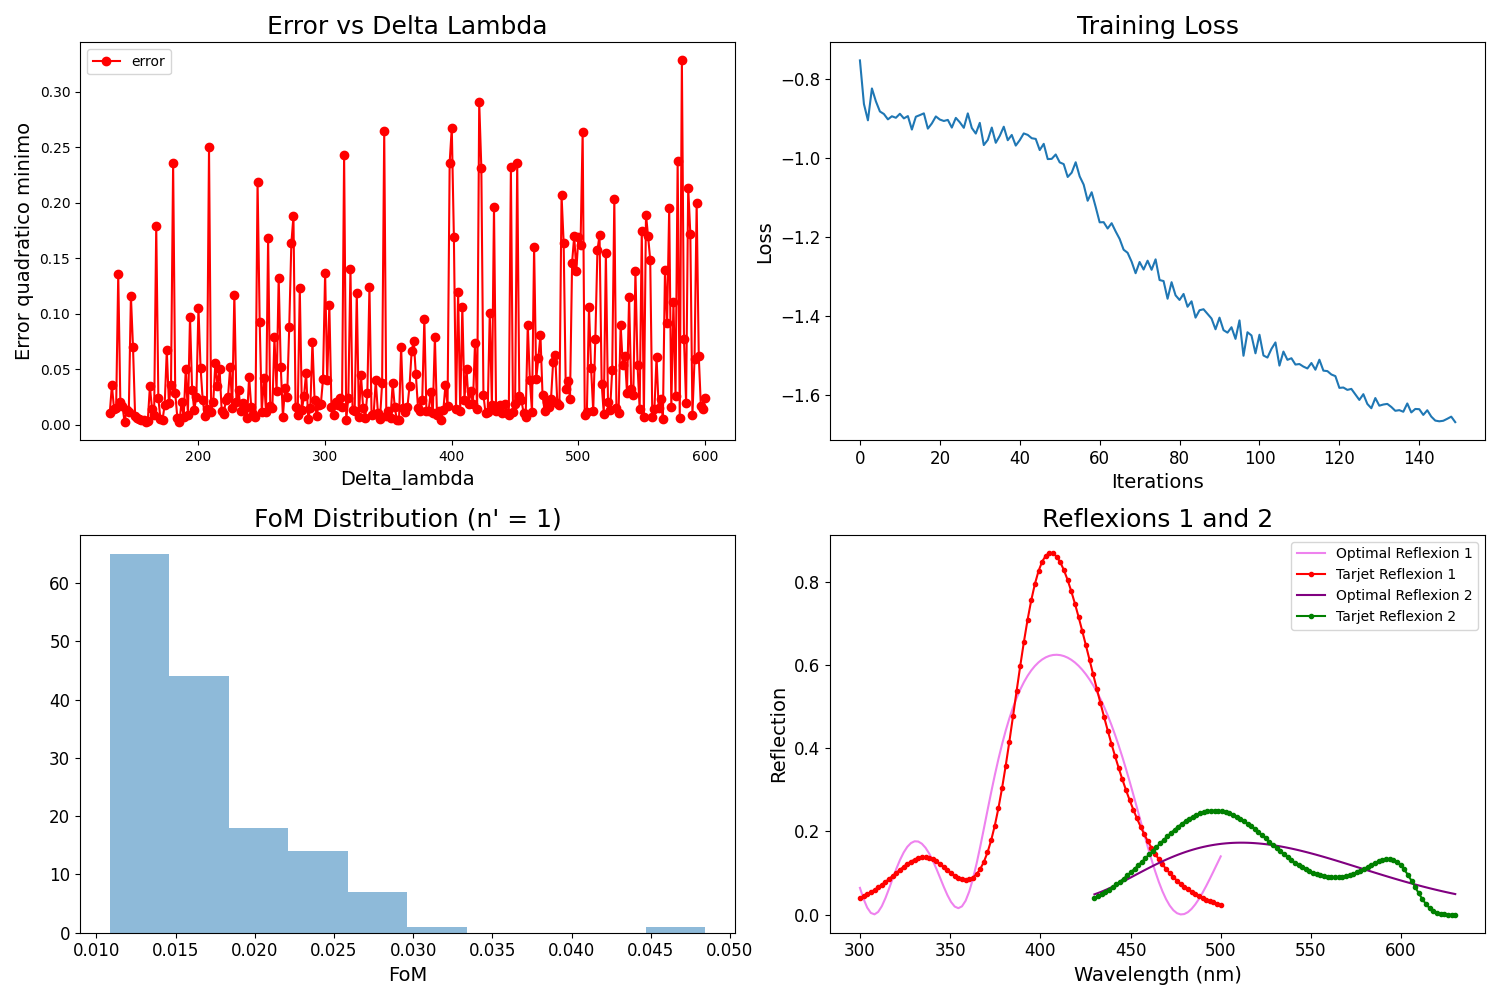 Error vs Delta Lambda
error
Error quadratico minimo
0.30
0.25
0.20
0.15
0.10
0.05
0.00
200 300 400 500 600
Delta_lambda
Training Loss
Loss
−0.8
−1.0
−1.2
−1.4
−1.6
0 20 40 60 80 100 120 140
Iterations
FoM Distribution (n' = 1)
60
50
40
30
20
10
0
0.010 0.015 0.020 0.025 0.030 0.035 0.040 0.045 0.050
FoM
Reflexions 1 and 2
Optimal Reflexion 1
Tarjet Reflexion 1
Optimal Reflexion 2
Tarjet Reflexion 2
Reflection
0.8
0.6
0.4
0.2
0.0
300 350 400 450 500 550 600
Wavelength (nm)